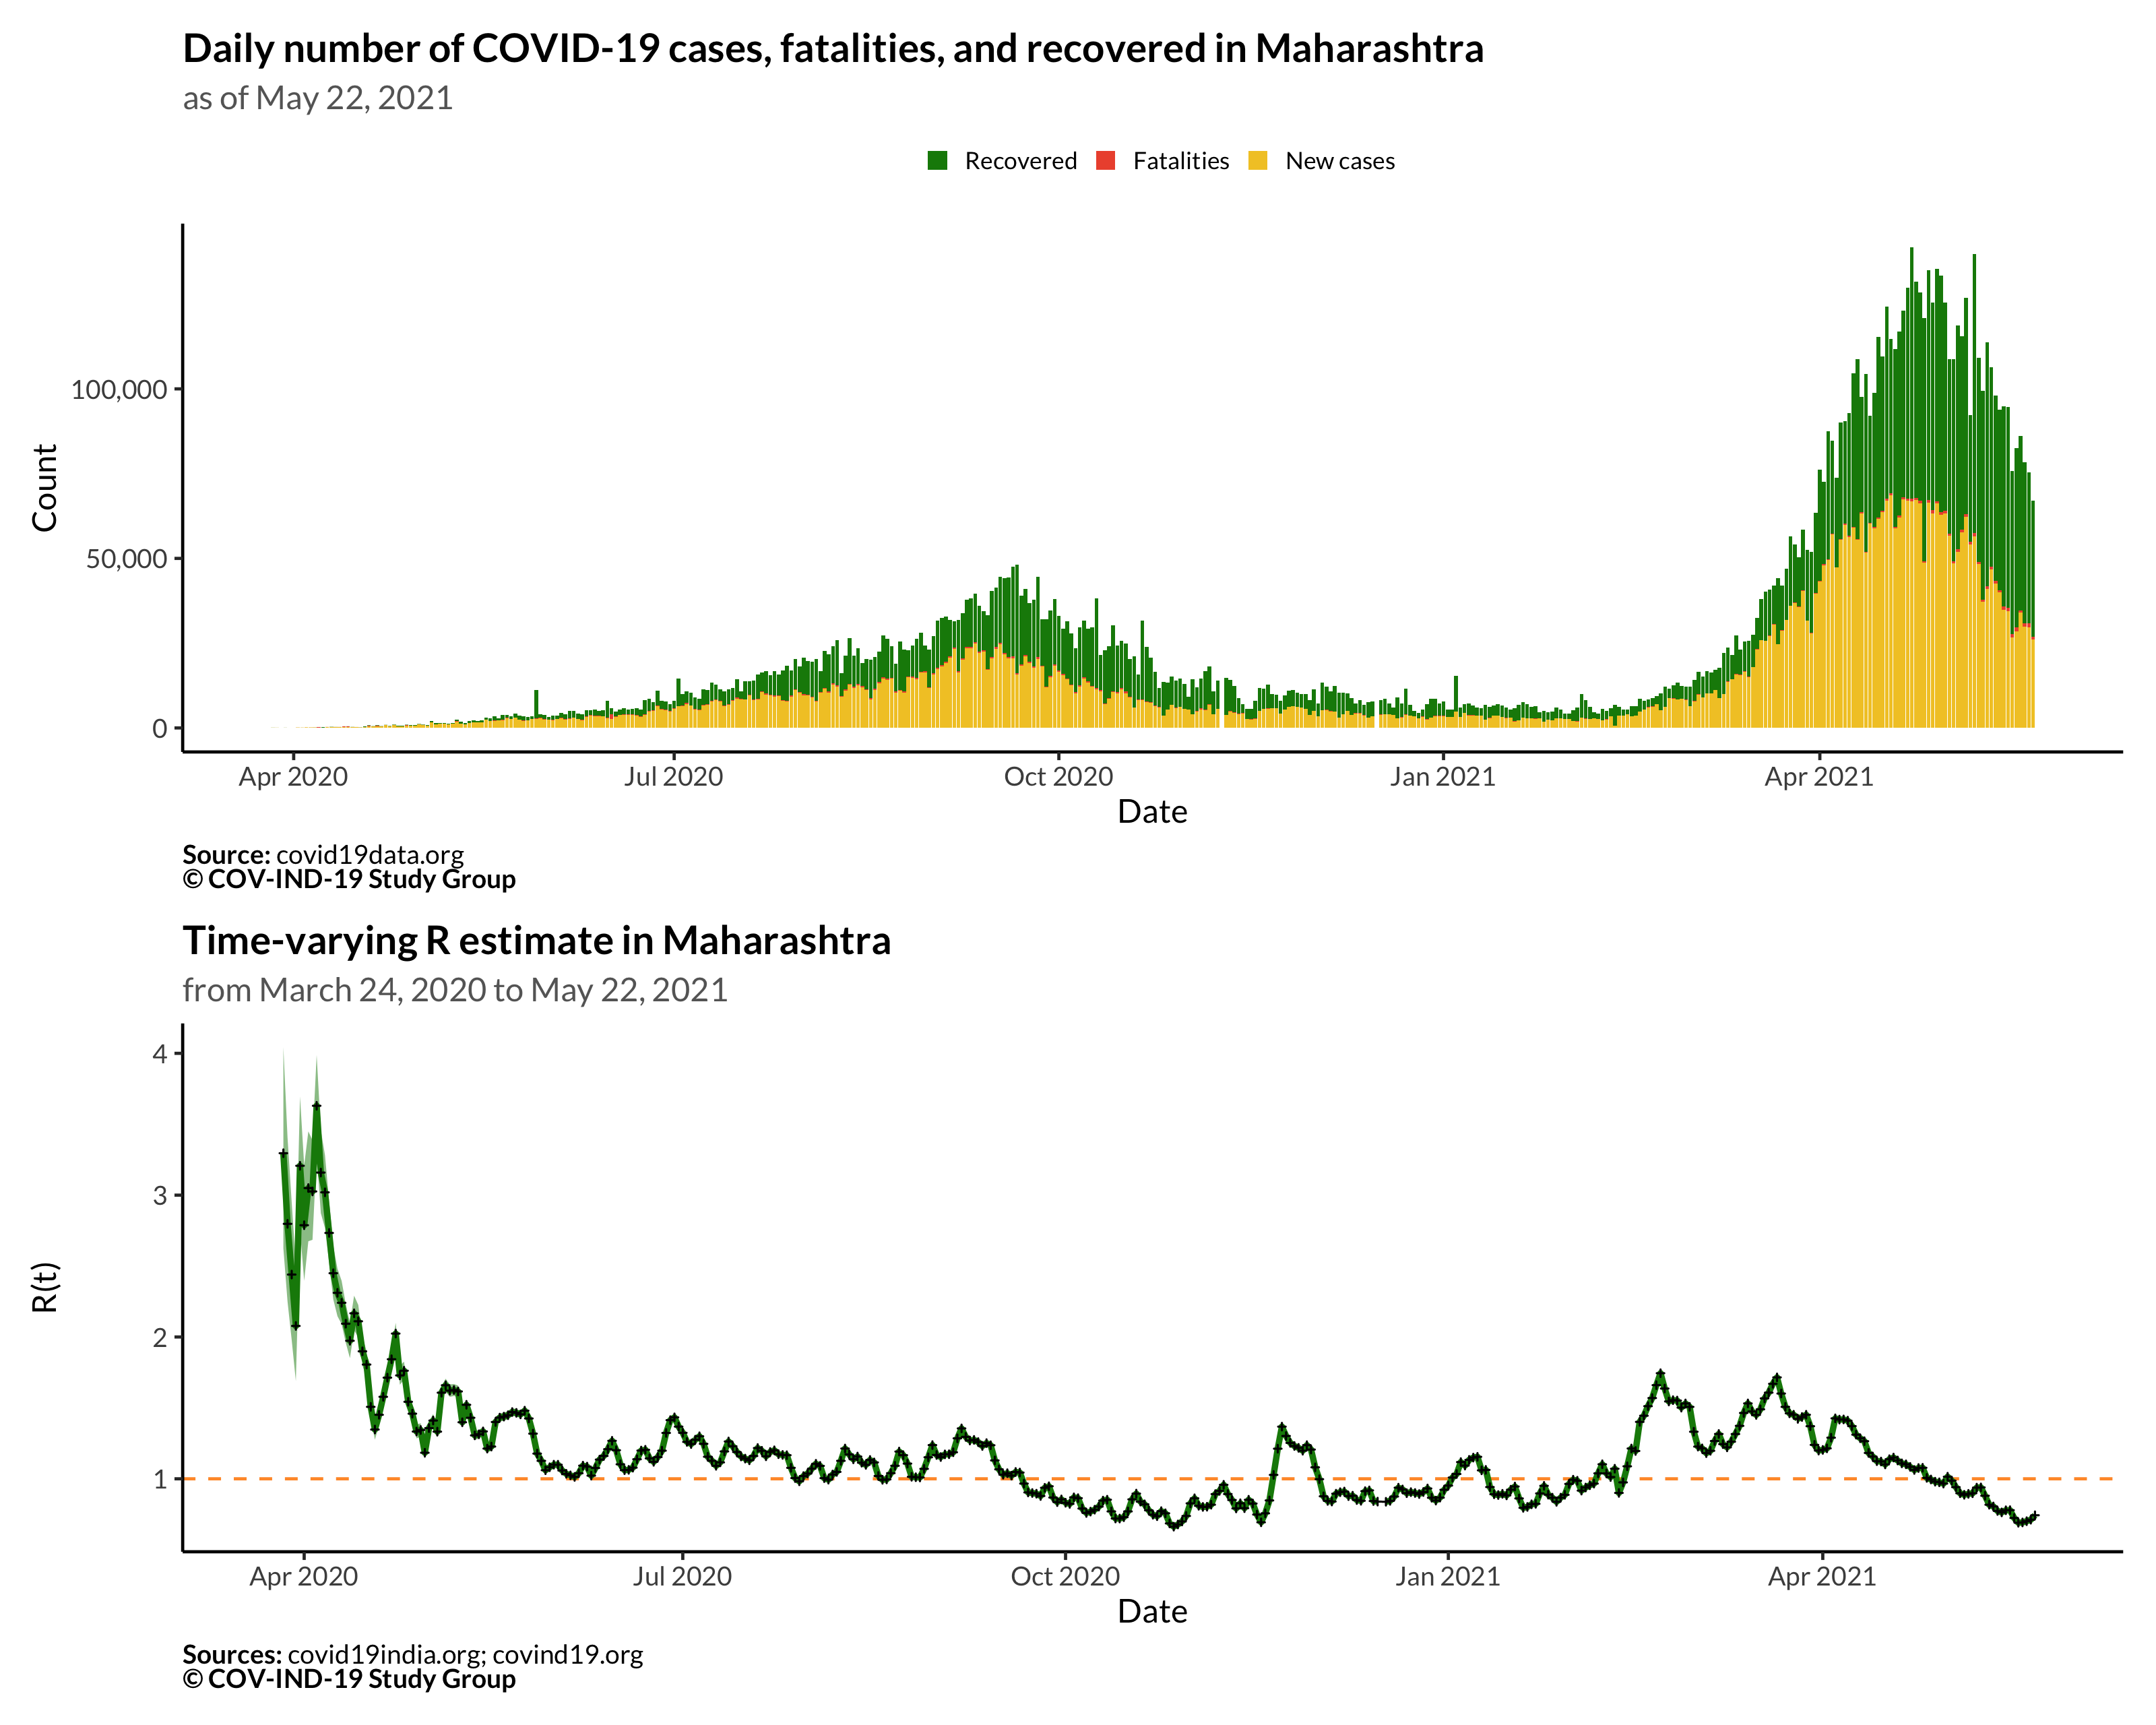 Daily number of COVID-19 cases, fatalities, and recovered in Maharashtra
as of May 22, 2021
Recovered Fatalities New cases
100,000
50,000
0
Count
Apr 2020 Jul 2020 Oct 2020 Jan 2021 Apr 2021
Date
Source: covid19data.org
© COV-IND-19 Study Group
Time-varying R estimate in Maharashtra
from March 24, 2020 to May 22, 2021
4
3
2
1
R(t)
Apr 2020 Jul 2020 Oct 2020 Jan 2021 Apr 2021
Date
Sources: covid19india.org; covind19.org
© COV-IND-19 Study Group